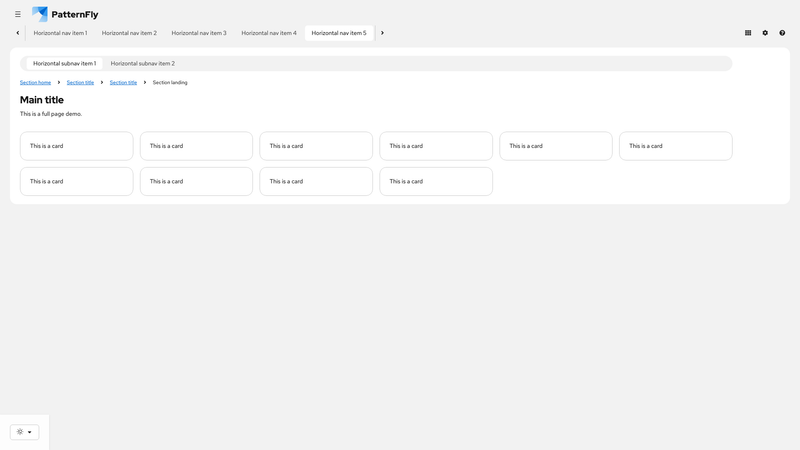 PatternFly
Horizontal nav item 1 Horizontal nav item 2 Horizontal nav item 3 Horizontal nav item 4 Horizontal nav item 5
Horizontal subnav item 1 Horizontal subnav item 2
Section home Section title Section title Section landing
Main title
This is a full page demo.
This is a card This is a card This is a card This is a card This is a card This is a card
This is a card This is a card This is a card This is a card